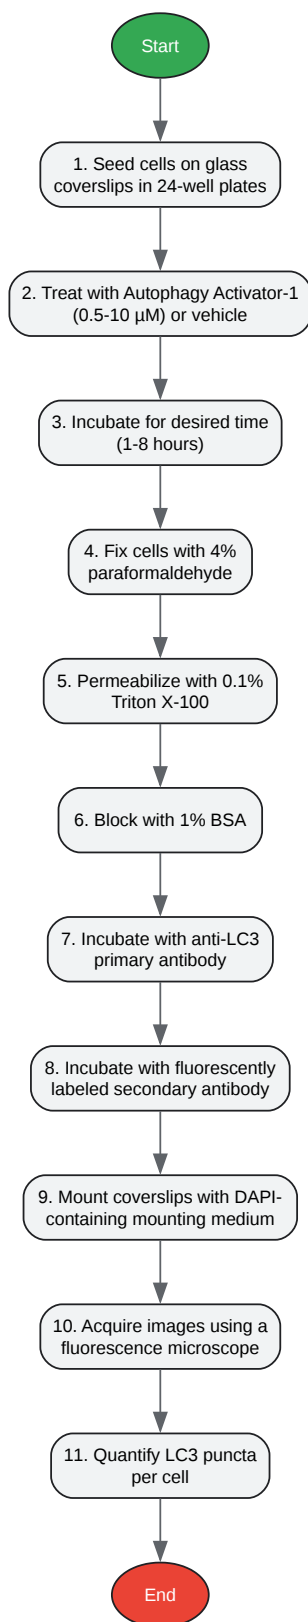 Start
1. Seed cells on glass
coverslips in 24-well plates
2. Treat with Autophagy Activator-1
(0.5-10 µM) or vehicle
3. Incubate for desired time
(1-8 hours)
4. Fix cells with 4%
paraformaldehyde
5. Permeabilize with 0.1%
Triton X-100
6. Block with 1% BSA
7. Incubate with anti-LC3
primary antibody
8. Incubate with fluorescently
labeled secondary antibody
9. Mount coverslips with DAPI-
containing mounting medium
10. Acquire images using a
fluorescence microscope
11. Quantify LC3 puncta
per cell
End